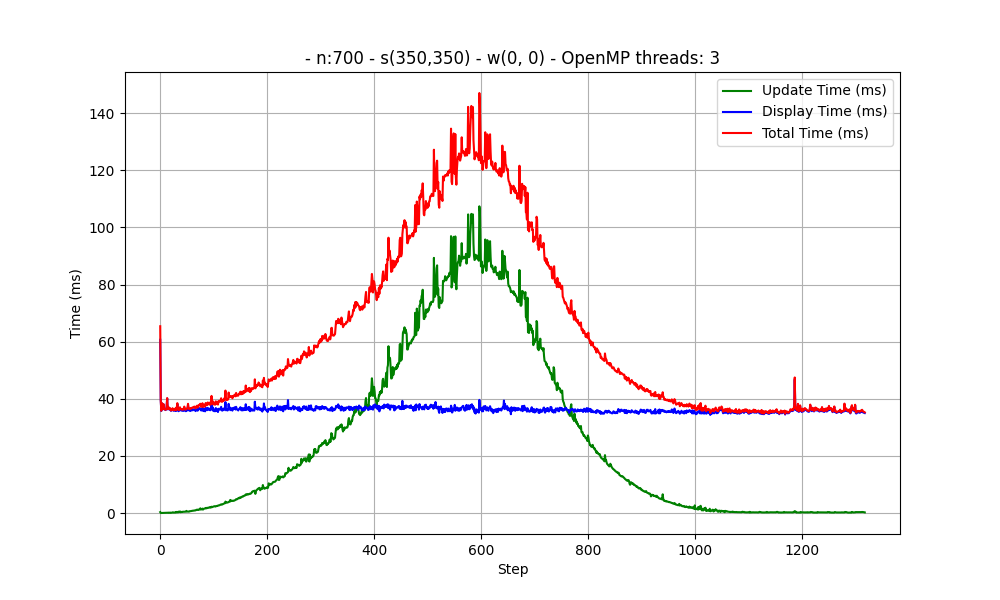 - n:700 - s(350,350) - w(0, 0) - OpenMP threads: 3
Update Time (ms)
Display Time (ms)
Total Time (ms)
Time (ms)
140
120
100
80
60
40
20
0
0 200 400 600 800 1000 1200
Step